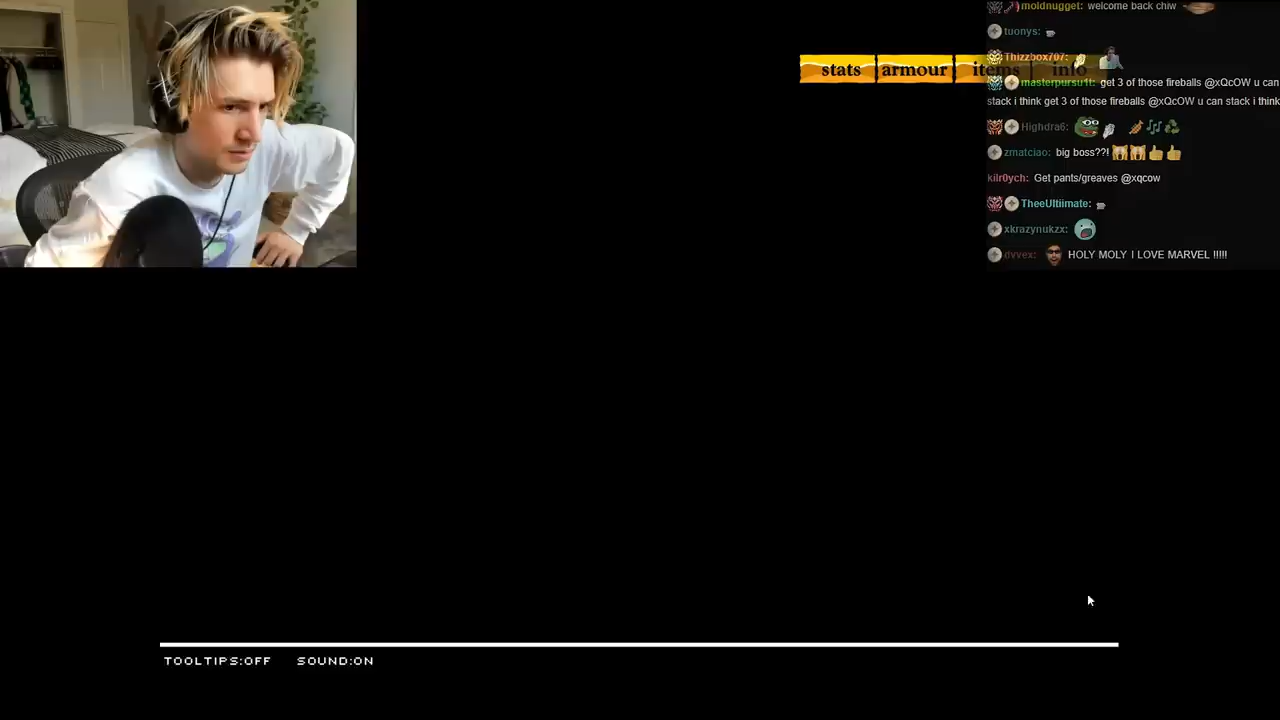 moldnugget: welcome back chiw
tuonys:
Thizzbox707:
stats armour items info
masterpursu1t: get 3 of those fireballs @xQcOW u can
stack i think get 3 of those fireballs @xQcOW u can stack i think
Highdra6:
zmatciao: big boss??!
kilr0ych: Get pants/greaves @xqcow
TheeUltiimate:
xkrazynukzx:
dvvex: HOLY MOLY I LOVE MARVEL !!!!!
TOOLTIPS:OFF SOUND:ON